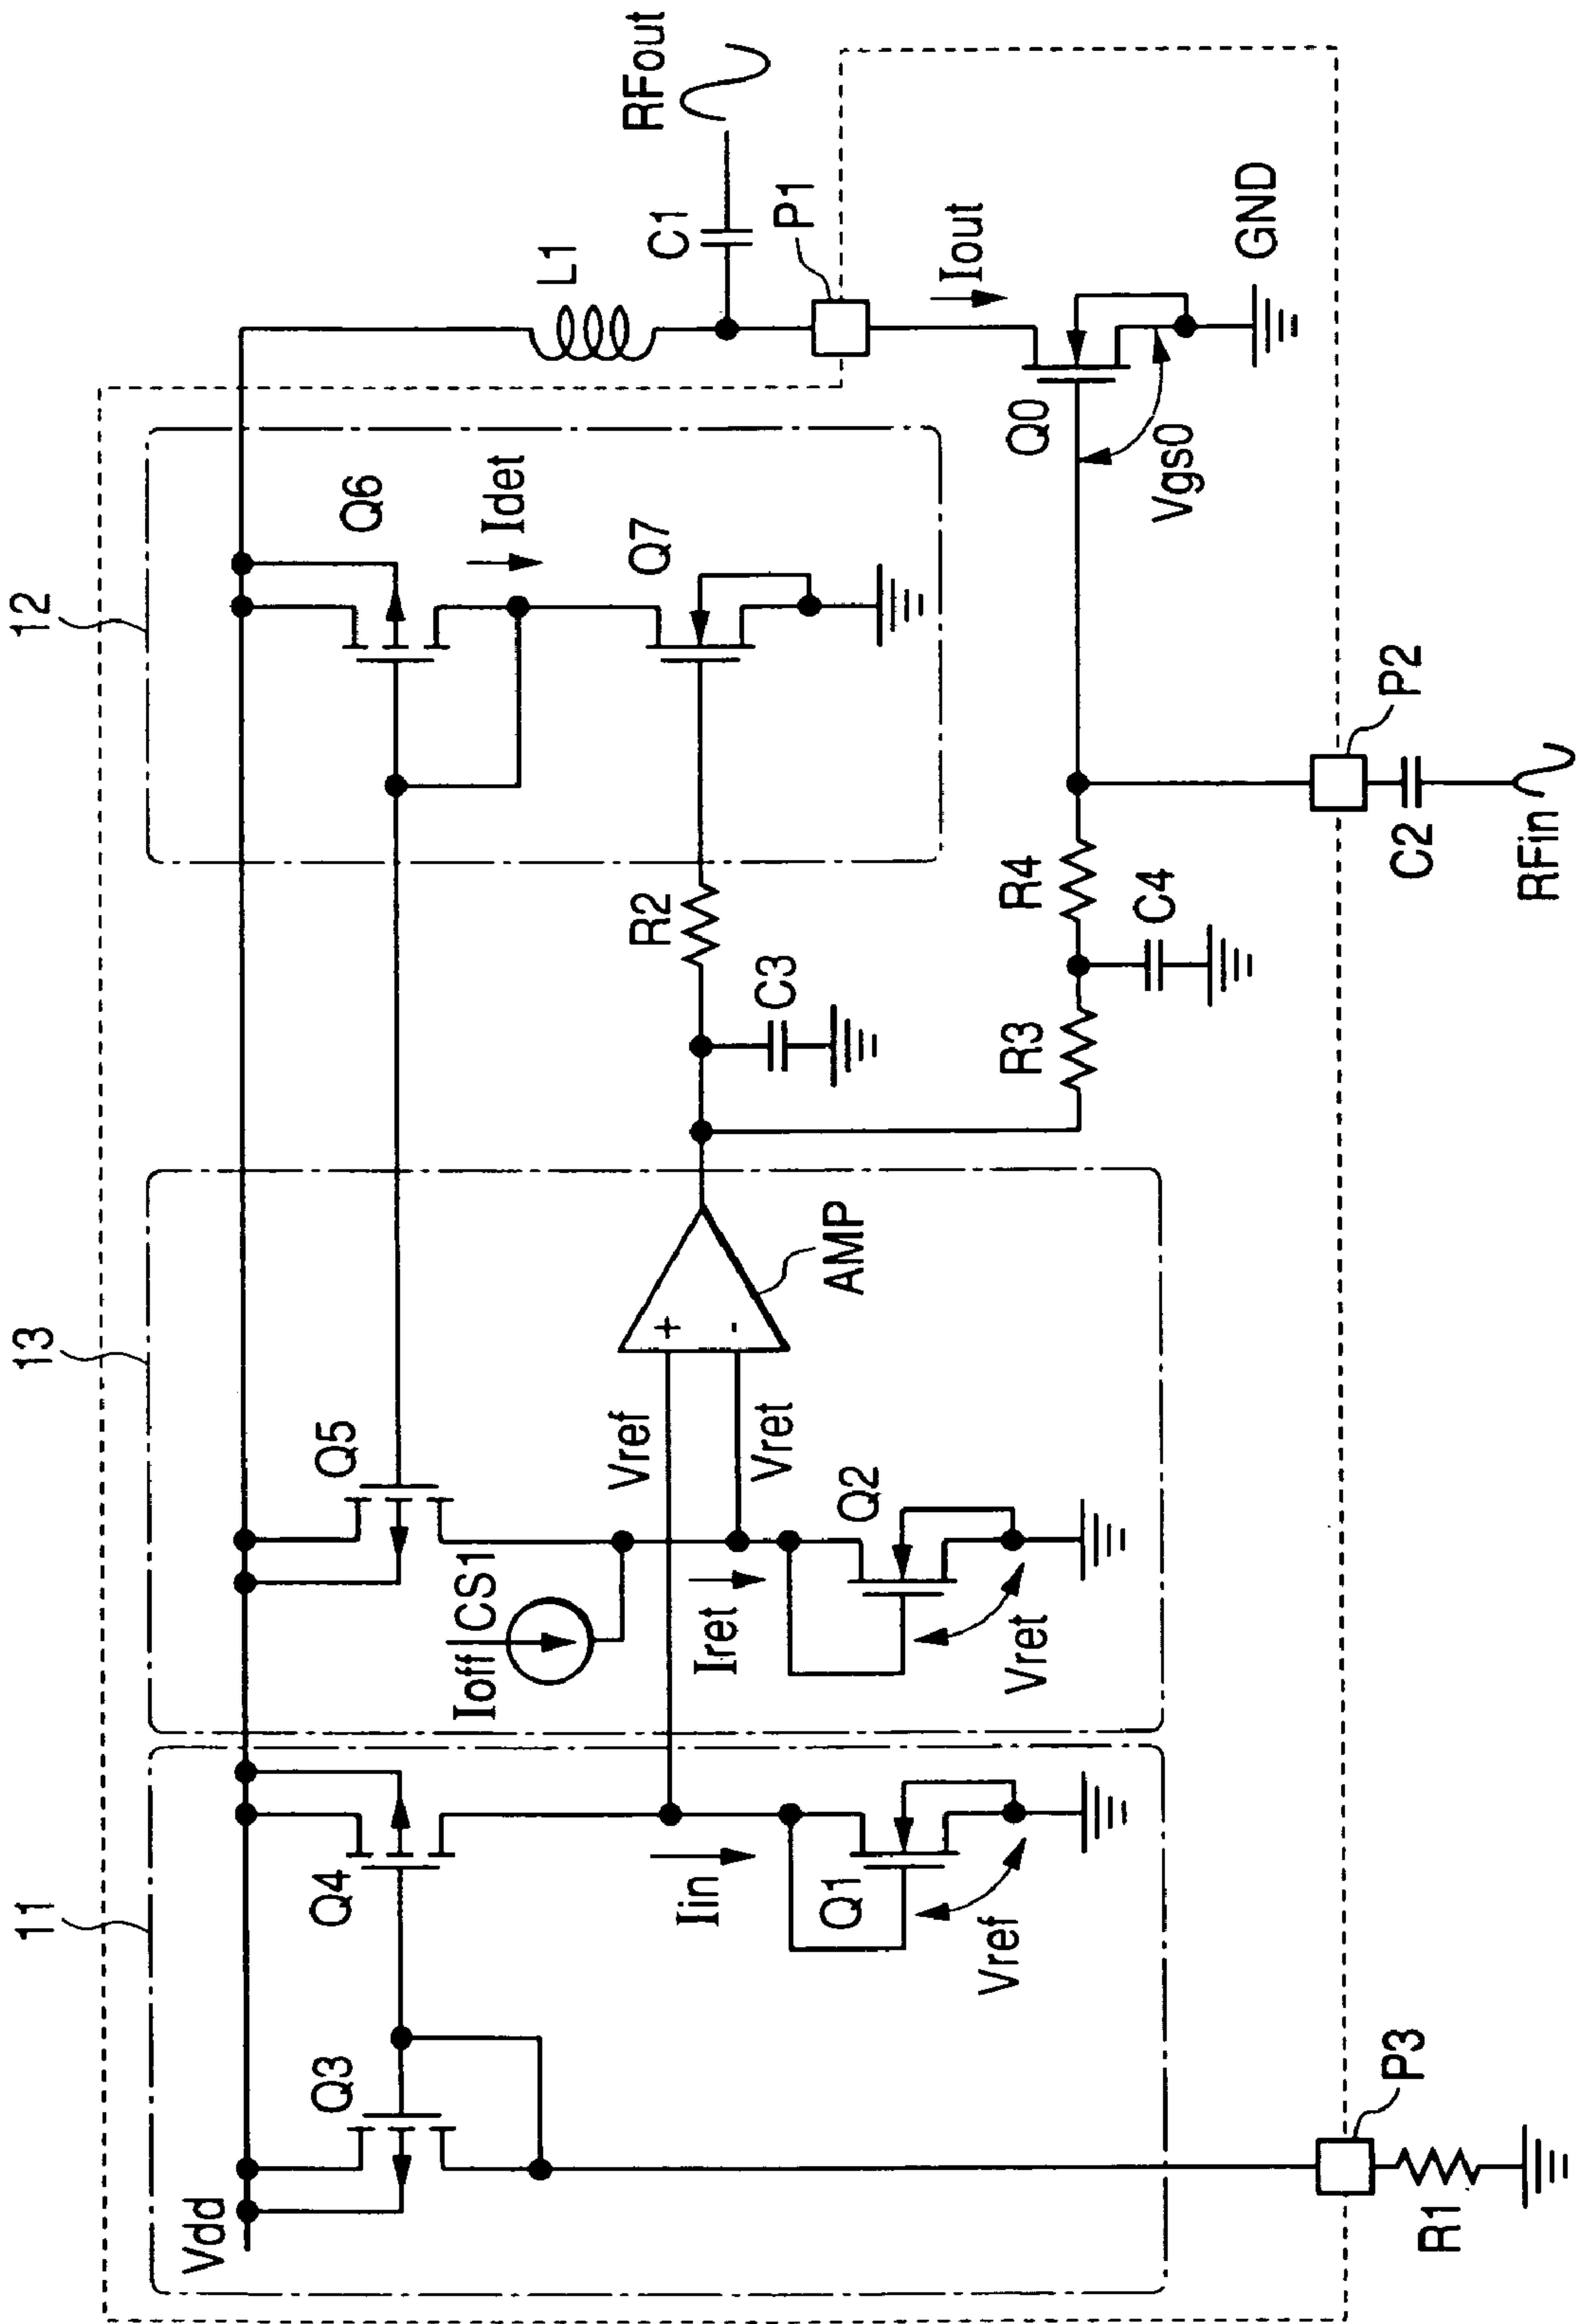 11
13
12
Vdd
Q3
Q4
Q5
Q6
L1
RFout
C1
P1
Ioff
CS1
Idet
Iin
Iret
Vref
Vret
AMP
+
-
R2
C3
Q7
Iout
Q1
Vref
Q2
Vret
R3
R4
C4
Q0
Vgs0
GND
P3
R1
P2
C2
RFin